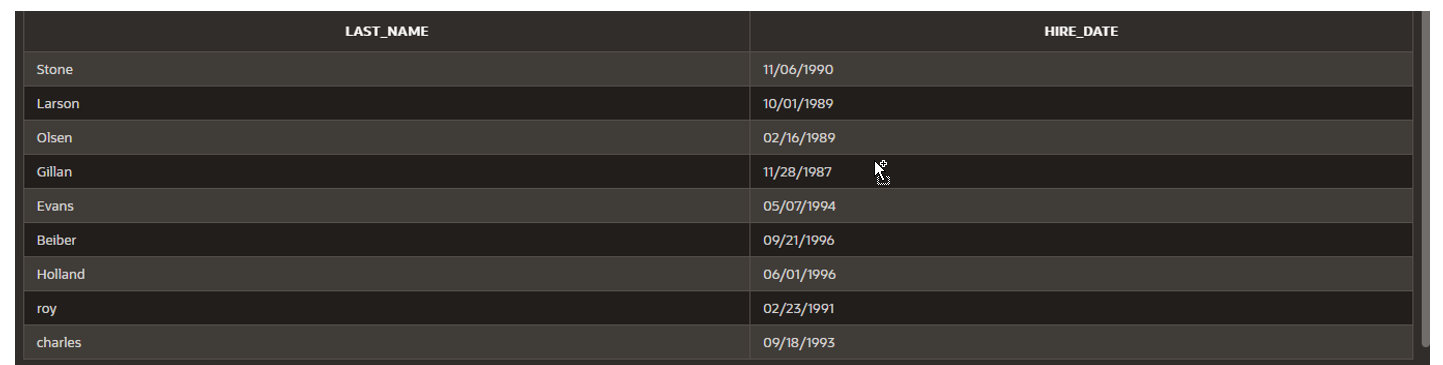 LAST_NAME HIRE_DATE
Stone 11/06/1990
Larson 10/01/1989
Olsen 02/16/1989
Gillan 11/28/1987
Evans 05/07/1994
Beiber 09/21/1996
Holland 06/01/1996
roy 02/23/1991
charles 09/18/1993